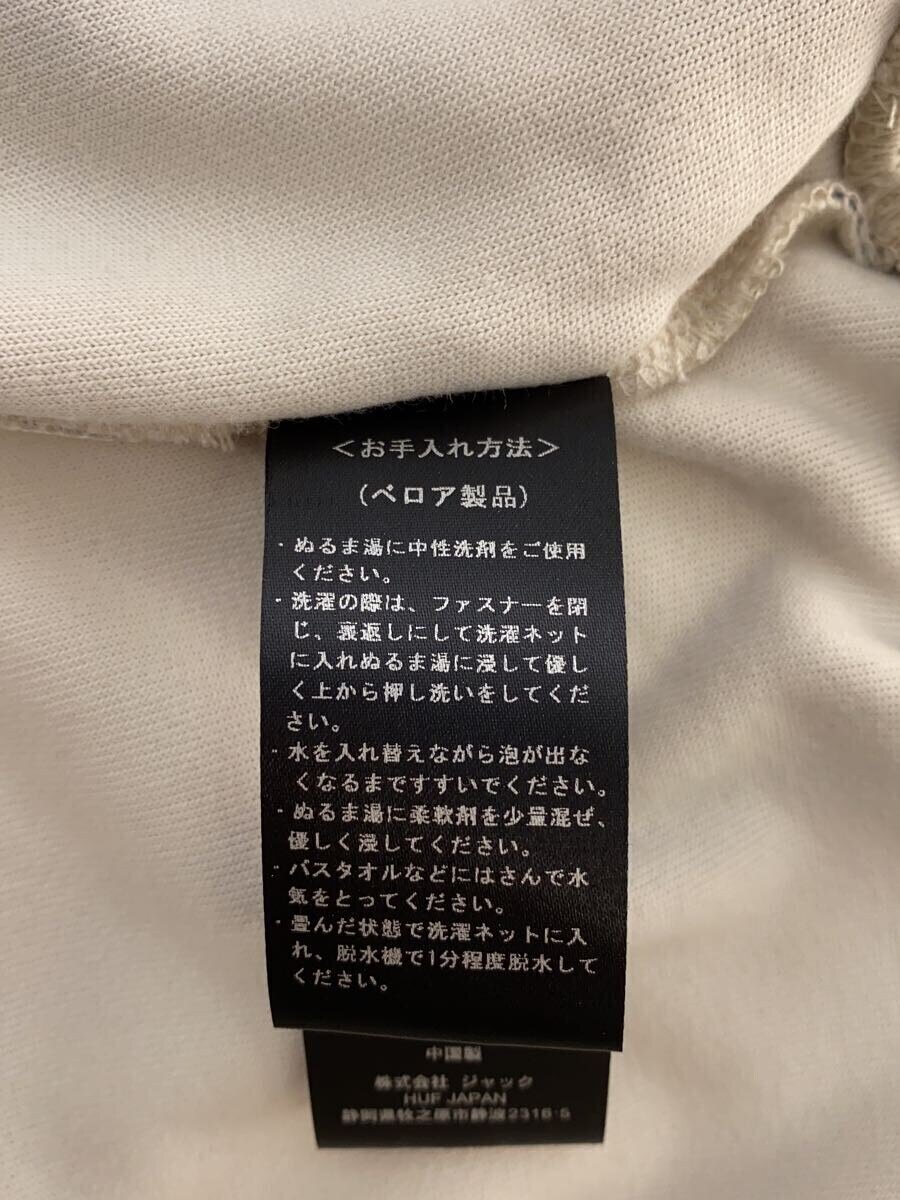 <お手入れ方法>
(ベロア製品)
・ぬるま湯に中性洗剤をご使用
ください。
・洗濯の際は、ファスナーを閉
じ、裏返しにして洗濯ネット
に入れぬるま湯に浸して優し
く上から押し洗いをしてくだ
さい。
・水を入れ替えながら泡が出な
くなるまですすいでください。
・ぬるま湯に柔軟剤を少量混ぜ、
優しく浸してください。
・バスタオルなどにはさんで水
気をとってください。
・畳んだ状態で洗濯ネットに入
れ、脱水機で1分程度脱水して
ください。
中国製
株式会社 ジャック
HUF JAPAN
静岡県牧之原市静波2316-5